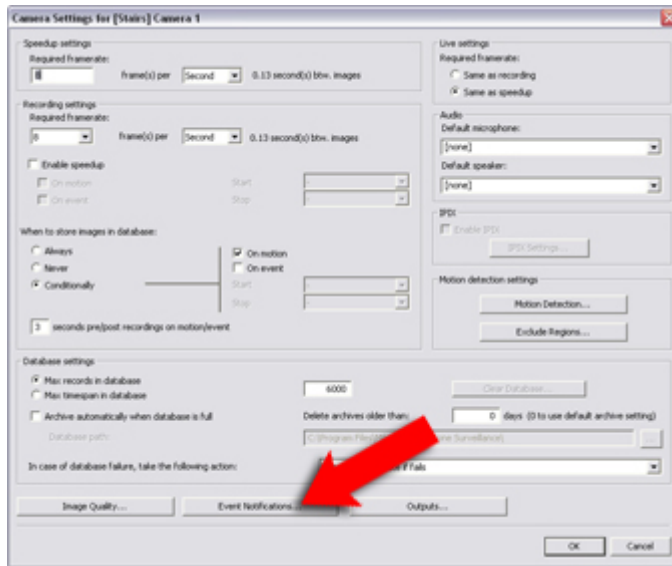 Camera Settings for [Stairs] Camera 1
Speedup settings
Required framerate:
8 frame(s) per Second 0.13 second(s) btw. images
Recording settings
Required framerate:
8 frame(s) per Second 0.13 second(s) btw. images
Enable speedup
On motion Start -
On event Stop -
When to store images in database:
Always
Never
Conditionally
On motion
On event
Start -
Stop -
3 seconds pre/post recordings on motion/event
Live settings
Required framerate:
Same as recording
Same as speedup
Audio
Default microphone:
[none]
Default speaker:
[none]
IPIX
Enable IPIX
IPIX Settings...
Motion detection settings
Motion Detection...
Exclude Regions...
Database settings
Max records in database 6000 Clear Database...
Max timespan in database
Archive automatically when database is full Delete archives older than: 0 days (0 to use default archive setting)
Database path: C:\Program Files\ Surveillance\ ...
In case of database failure, take the following action: if fails
Image Quality... Event Notifications... Outputs...
OK Cancel